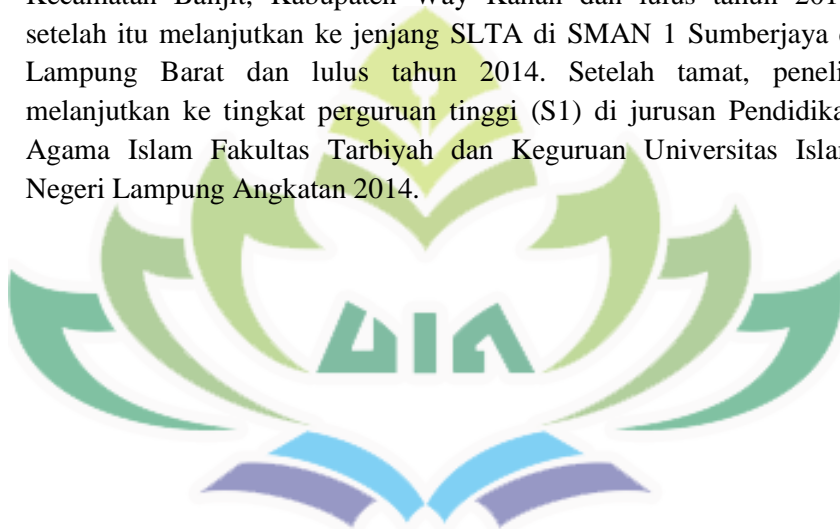 Kecamatan Banjit, Kabupaten Way Kanan dan lulus tahun
setelah itu melanjutkan ke jenjang SLTA di SMAN 1 Sumberjaya
Lampung Barat dan lulus tahun 2014. Setelah tamat,
melanjutkan ke tingkat perguruan tinggi (S1) di jurusan
Agama Islam Fakultas Tarbiyah dan Keguruan Universitas
Negeri Lampung Angkatan 2014.
UIN